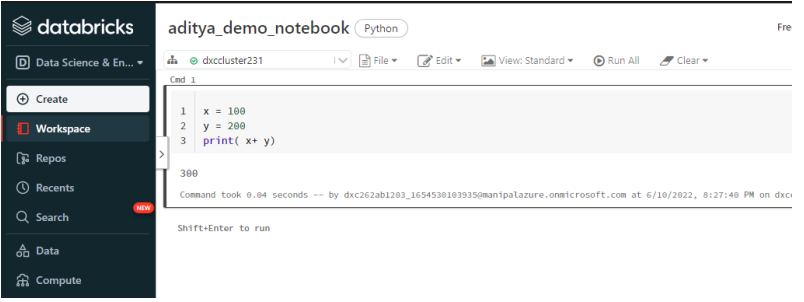 databricks
D Data Science & En...
Create
Workspace
Repos
Recents
Search
NEW
Data
Compute
aditya_demo_notebook Python
Fre
dxccluster231 File Edit View: Standard Run All Clear
Cmd 1
1 x = 100
2 y = 200
3 print( x+ y)
300
Command took 0.04 seconds -- by dxc262ab1203_1654530103935@manipalazure.onmicrosoft.com at 6/10/2022, 8:27:40 PM on dxcc
Shift+Enter to run